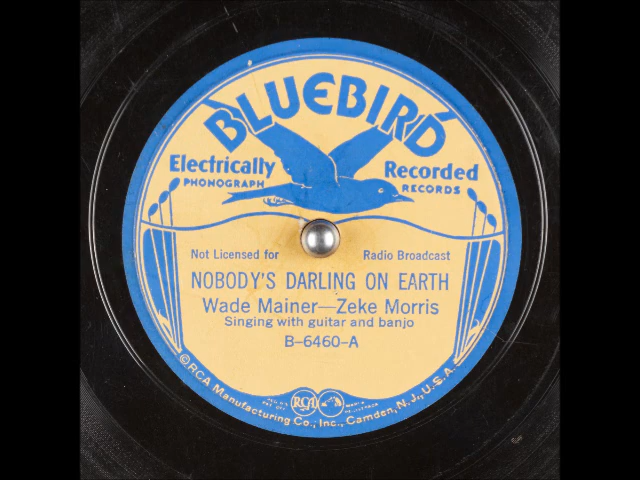 BLUEBIRD
Electrically Recorded
PHONOGRAPH RECORDS
Not Licensed for Radio Broadcast
NOBODY'S DARLING ON EARTH
Wade Mainer—Zeke Morris
Singing with guitar and banjo
B-6460-A
RCA
©RCA Manufacturing Co., Inc., Camden, N. J., U.S.A.